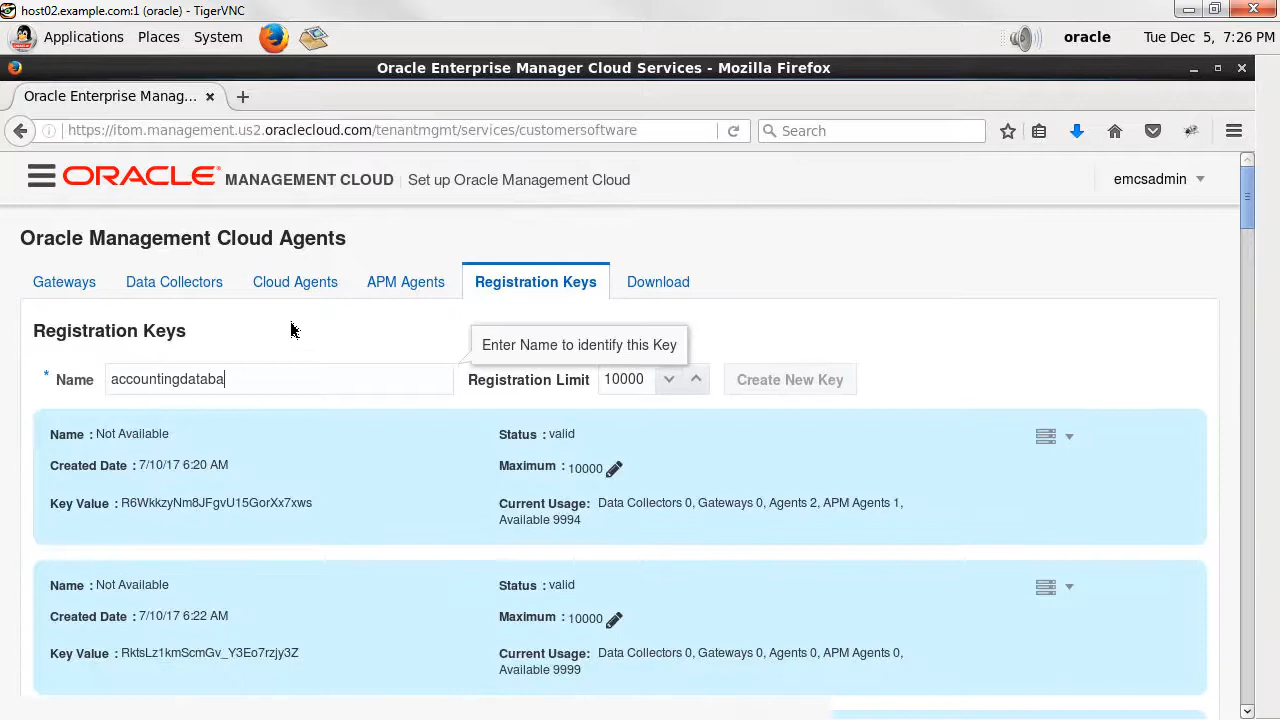 host02.example.com:1 (oracle) - TigerVNC
Applications Places System oracle Tue Dec 5, 7:26 PM
Oracle Enterprise Manager Cloud Services - Mozilla Firefox
Oracle Enterprise Manag...
https://itom.management.us2.oraclecloud.com/tenantmgmt/services/customersoftware Search
ORACLE MANAGEMENT CLOUD | Set up Oracle Management Cloud emcsadmin
Oracle Management Cloud Agents
Gateways Data Collectors Cloud Agents APM Agents Registration Keys Download
Registration Keys
Enter Name to identify this Key
* Name accountingdataba Registration Limit 10000 Create New Key
Name : Not Available Status : valid
Created Date : 7/10/17 6:20 AM Maximum : 10000
Key Value : R6WkkzyNm8JFgvU15GorXx7xws Current Usage: Data Collectors 0, Gateways 0, Agents 2, APM Agents 1,
Available 9994
Name : Not Available Status : valid
Created Date : 7/10/17 6:22 AM Maximum : 10000
Key Value : RktsLz1kmScmGv_Y3Eo7rzjy3Z Current Usage: Data Collectors 0, Gateways 0, Agents 0, APM Agents 0,
Available 9999